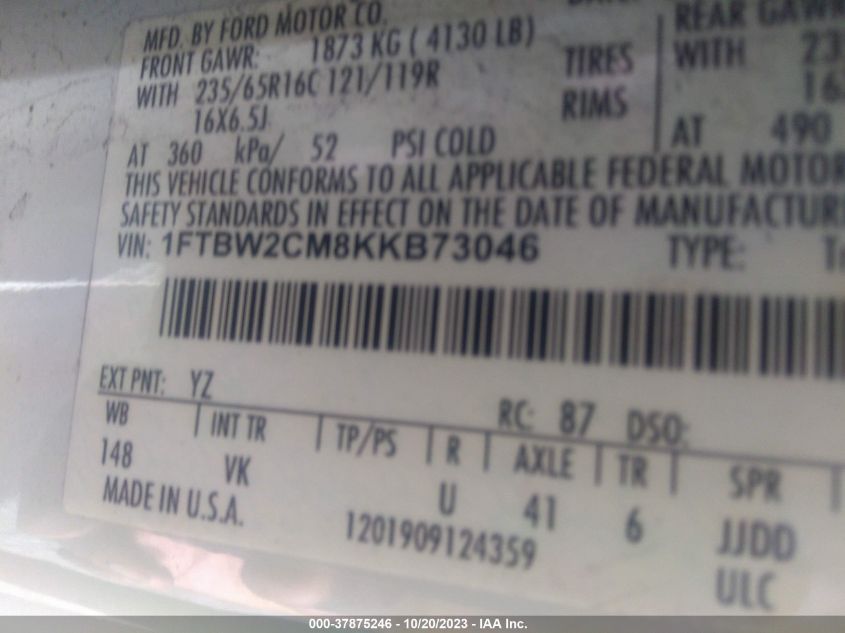 MFD. BY FORD MOTOR CO.
FRONT GAWR: 1873 KG ( 4130 LB) REAR GAWR
WITH 235/65R16C 121/119R TIRES WITH
16X6.5J RIMS
AT 360 kPa/ 52 PSI COLD AT 490
THIS VEHICLE CONFORMS TO ALL APPLICABLE FEDERAL MOTOR
SAFETY STANDARDS IN EFFECT ON THE DATE OF MANUFACTUR
VIN: 1FTBW2CM8KKB73046 TYPE:
EXT PNT: YZ RC: 87 DSO:
WB INT TR TP/PS R AXLE TR SPR
148 VK U 41 6 JJDD
MADE IN U.S.A. 1201909124359 ULC
000-37875246 - 10/20/2023 - IAA Inc.